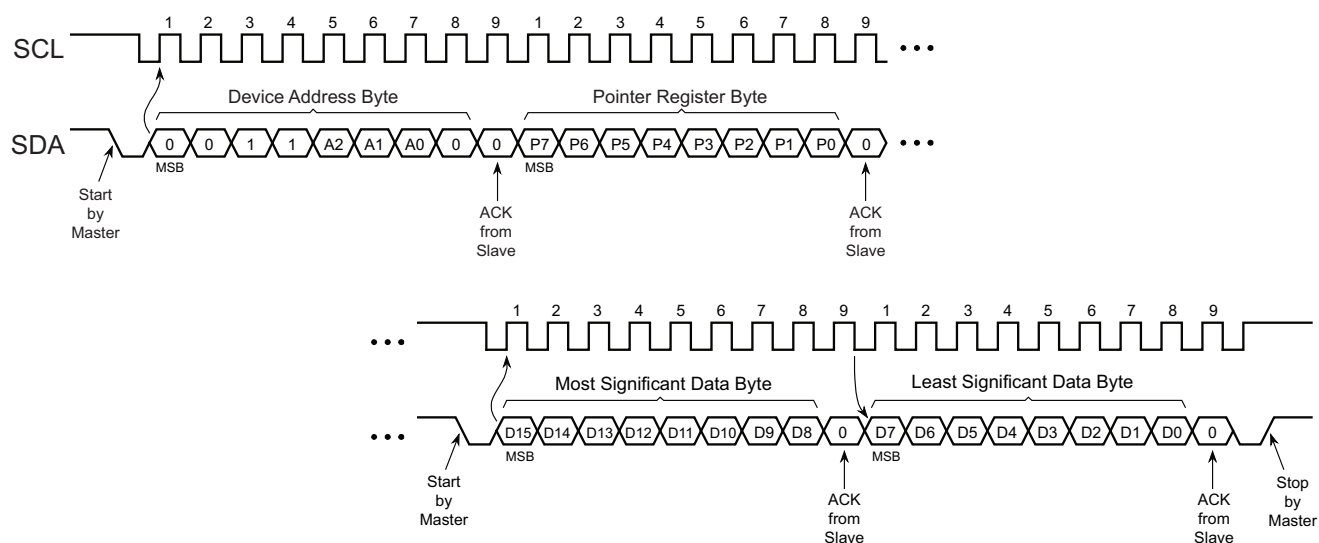 1 2 3 4 5 6 7 8 9 1 2 3 4 5 6 7 8 9
SCL
Device Address Byte Pointer Register Byte
SDA 0 0 1 1 A2 A1 A0 0 0 P7 P6 P5 P4 P3 P2 P1 P0 0
MSB MSB
Start
by
Master
ACK
from
Slave
ACK
from
Slave
1 2 3 4 5 6 7 8 9 1 2 3 4 5 6 7 8 9
Most Significant Data Byte Least Significant Data Byte
D15 D14 D13 D12 D11 D10 D9 D8 0 D7 D6 D5 D4 D3 D2 D1 D0 0
MSB MSB
Start
by
Master
ACK
from
Slave
ACK
from
Slave
Stop
by
Master